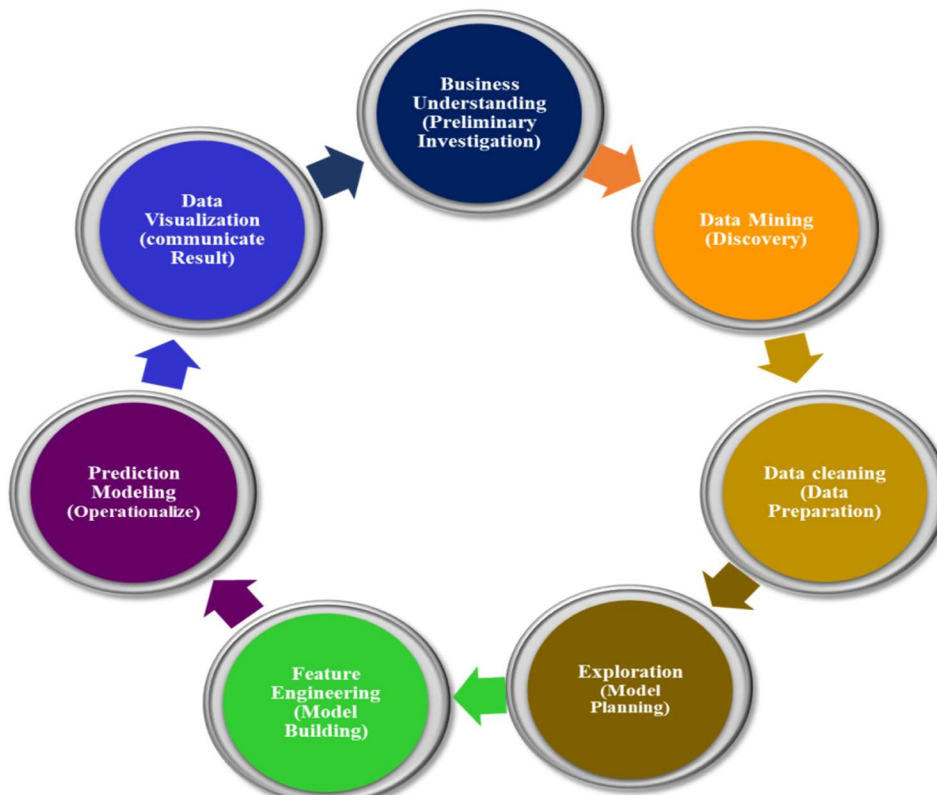 Business
Understanding
(Preliminary
Investigation)
Data Mining
(Discovery)
Data cleaning
(Data
Preparation)
Exploration
(Model
Planning)
Feature
Engineering
(Model
Building)
Prediction
Modeling
(Operationalize)
Data
Visualization
(communicate
Result)